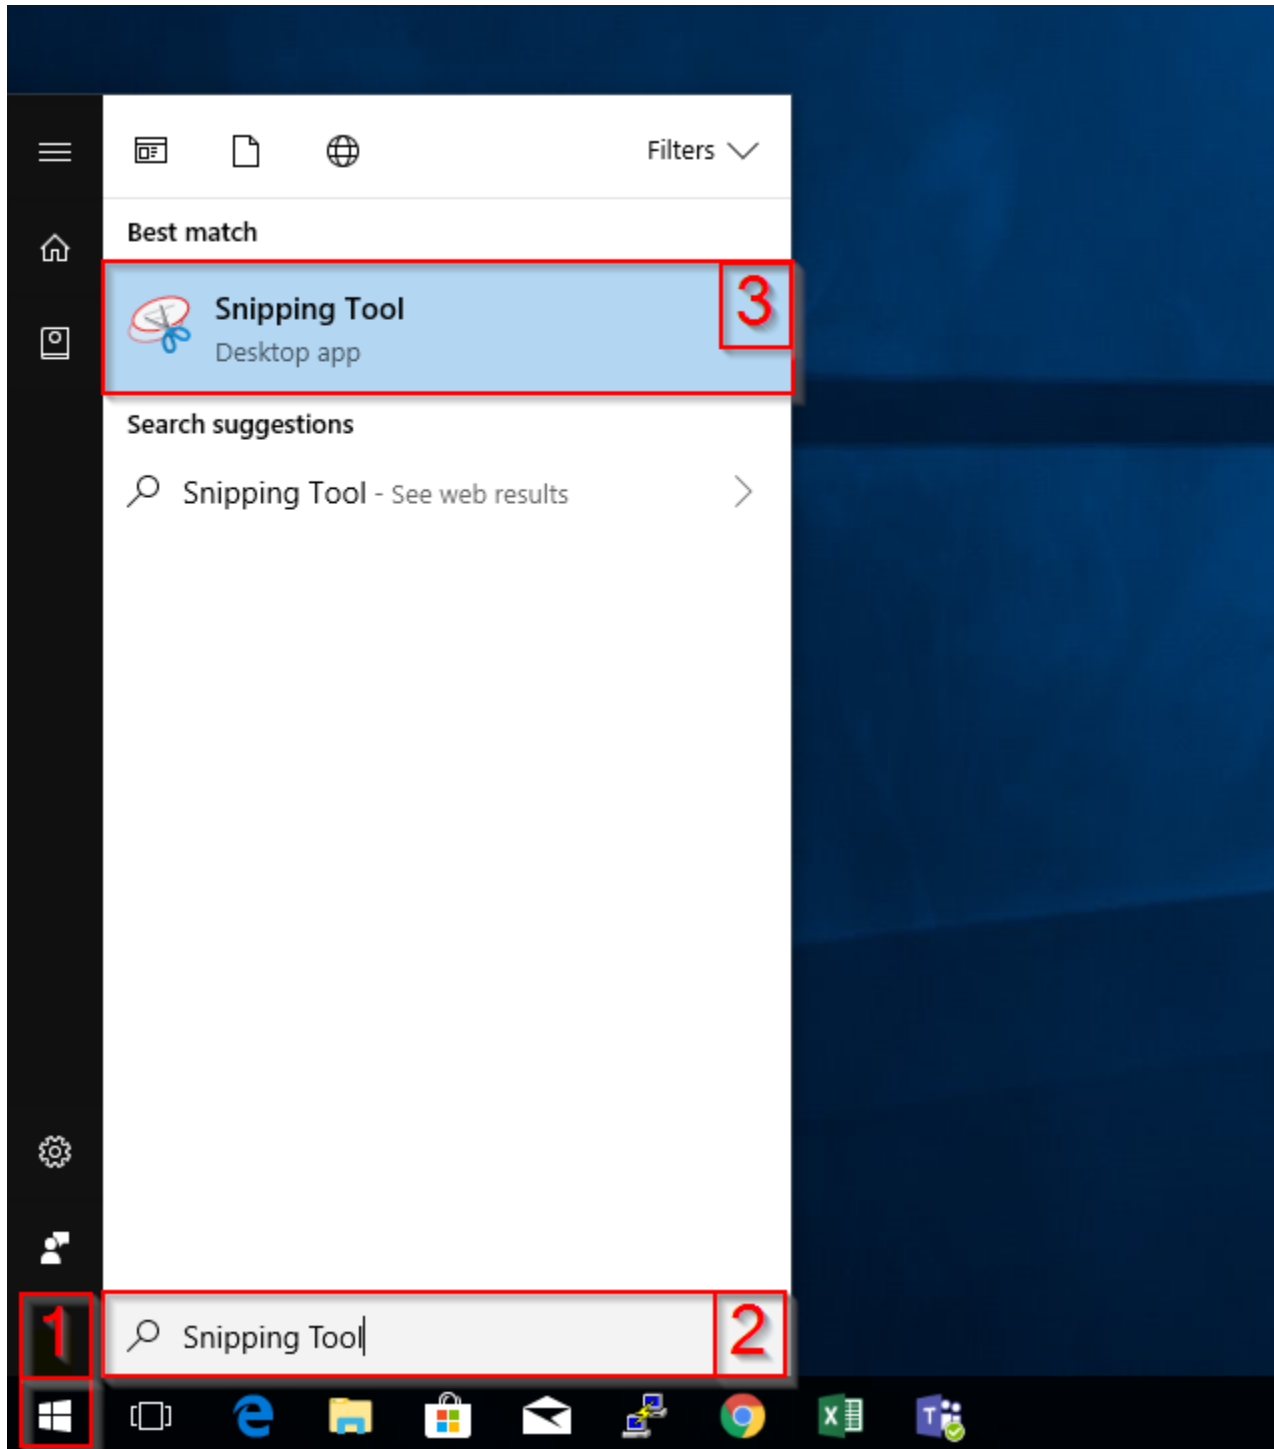 Filters
Best match
Snipping Tool
3
Desktop app
Search suggestions
Snipping Tool - See web results
1
Snipping Tool
2